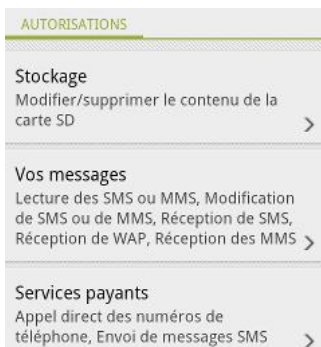 AUTORISATIONS
Stockage
Modifier/supprimer le contenu de la
carte SD
Vos messages
Lecture des SMS ou MMS, Modification
de SMS ou de MMS, Réception de SMS,
Réception de WAP, Réception des MMS
Services payants
Appel direct des numéros de
téléphone, Envoi de messages SMS